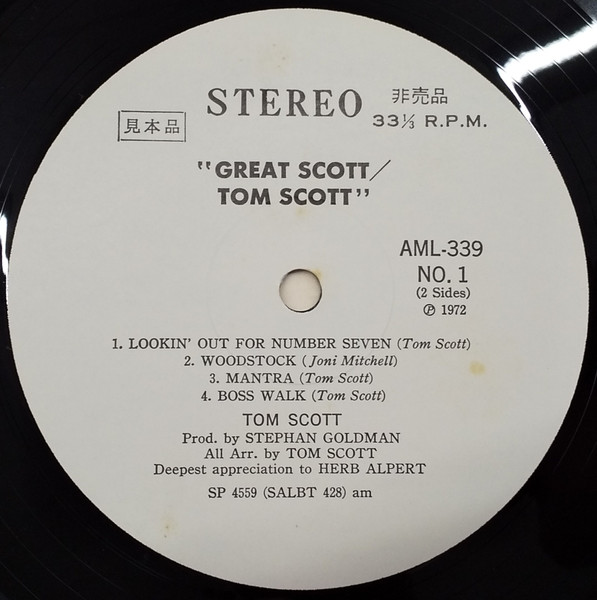 STEREO
非売品
見本品
33⅓ R.P.M.
"GREAT SCOTT/
TOM SCOTT"
AML-339
NO. 1
(2 Sides)
℗ 1972
1. LOOKIN' OUT FOR NUMBER SEVEN (Tom Scott)
2. WOODSTOCK (Joni Mitchell)
3. MANTRA (Tom Scott)
4. BOSS WALK (Tom Scott)
TOM SCOTT
Prod. by STEPHAN GOLDMAN
All Arr. by TOM SCOTT
Deepest appreciation to HERB ALPERT
SP 4559 (SALBT 428) am